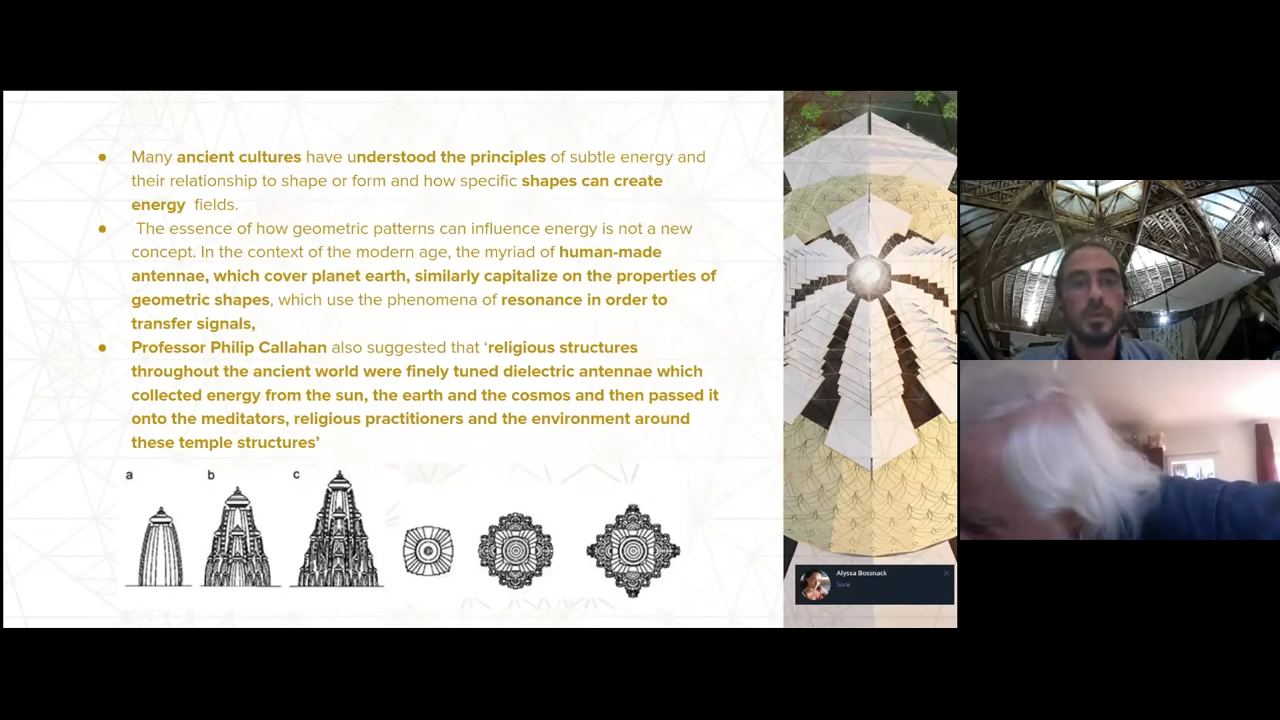 ● Many ancient cultures have understood the principles of subtle energy and
their relationship to shape or form and how specific shapes can create
energy fields.
● The essence of how geometric patterns can influence energy is not a new
concept. In the context of the modern age, the myriad of human-made
antennae, which cover planet earth, similarly capitalize on the properties of
geometric shapes, which use the phenomena of resonance in order to
transfer signals,
● Professor Philip Callahan also suggested that ‘religious structures
throughout the ancient world were finely tuned dielectric antennae which
collected energy from the sun, the earth and the cosmos and then passed it
onto the meditators, religious practitioners and the environment around
these temple structures’
a b c
Alyssa Bossnack
Sure